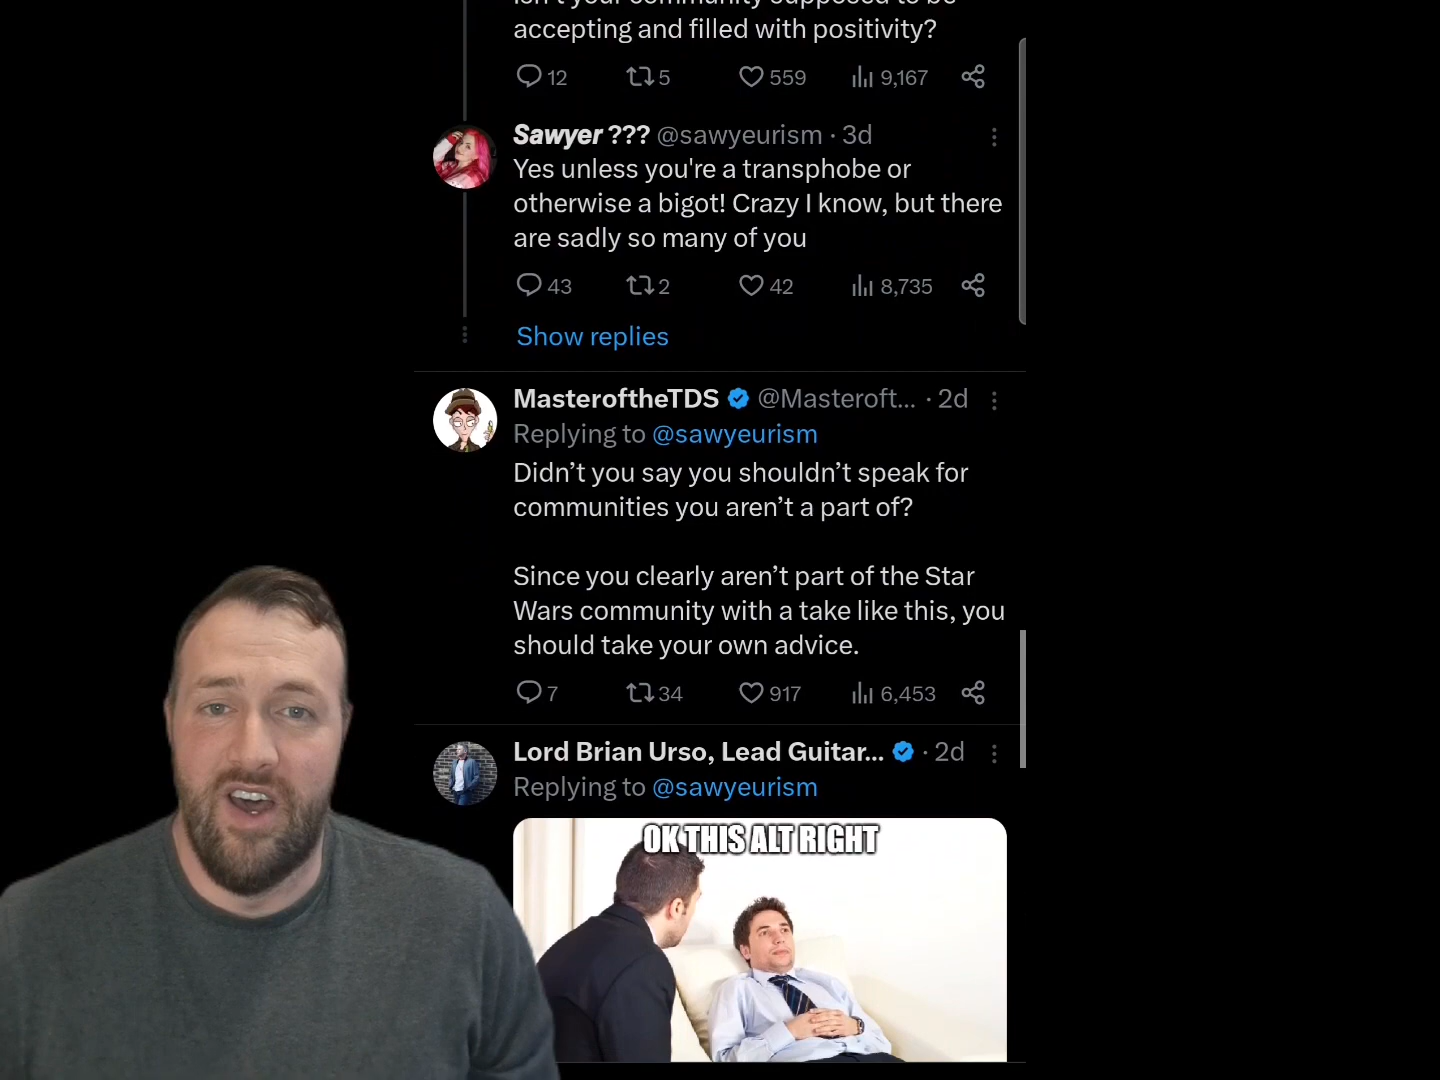 accepting and filled with positivity?
12 5 559 9,167
Sawyer ??? @sawyeurism · 3d
Yes unless you're a transphobe or
otherwise a bigot! Crazy I know, but there
are sadly so many of you
43 2 42 8,735
Show replies
MasteroftheTDS @Masteroft... · 2d
Replying to @sawyeurism
Didn’t you say you shouldn’t speak for
communities you aren’t a part of?
Since you clearly aren’t part of the Star
Wars community with a take like this, you
should take your own advice.
7 34 917 6,453
Lord Brian Urso, Lead Guitar... · 2d
Replying to @sawyeurism
OK THIS ALT RIGHT